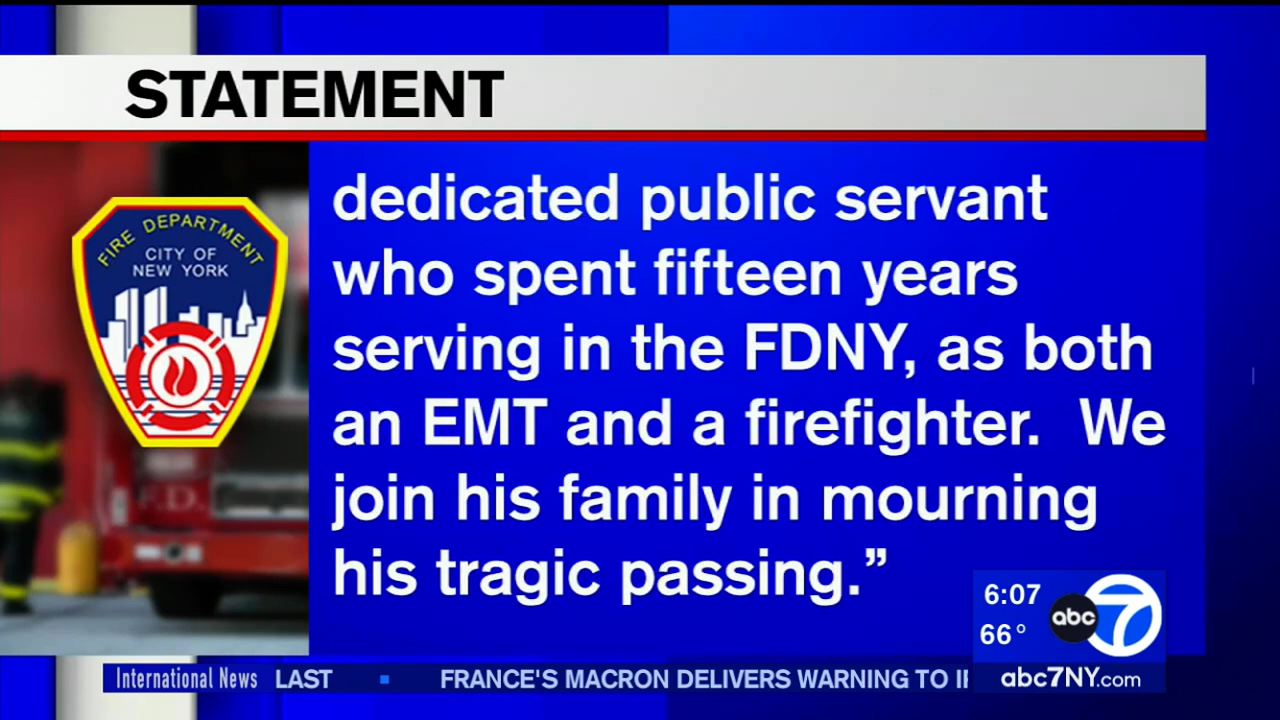 STATEMENT
FIRE DEPARTMENT
CITY OF
NEW YORK
dedicated public servant
who spent fifteen years
serving in the FDNY, as both
an EMT and a firefighter. We
join his family in mourning
his tragic passing.”
F.D.
6:07
66°
abc 7
International News LAST ▪ FRANCE'S MACRON DELIVERS WARNING TO
abc7NY.com